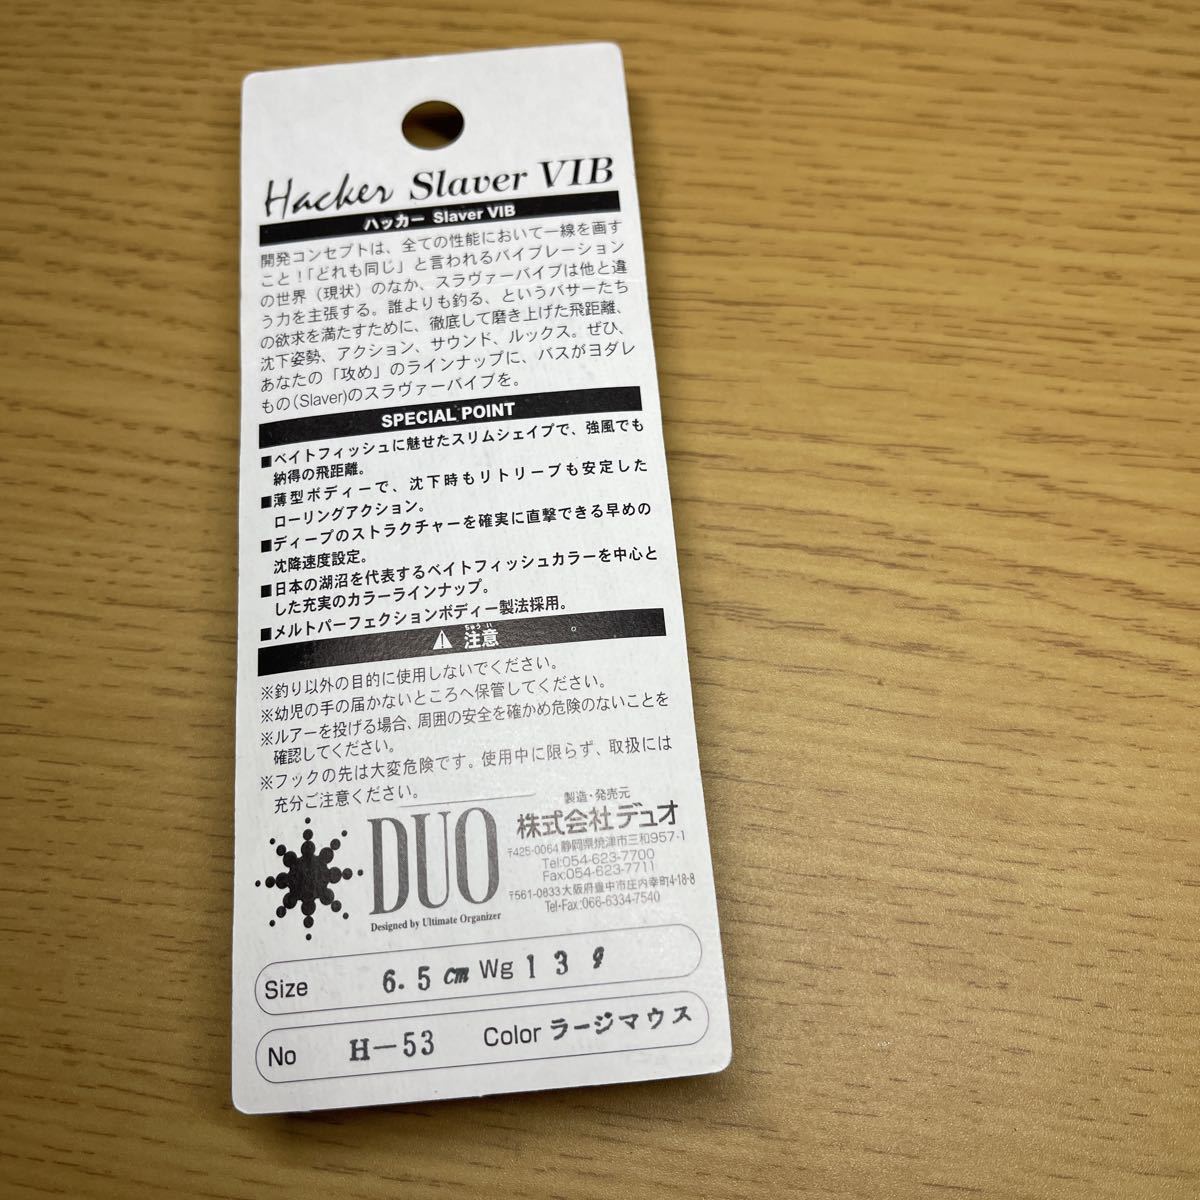 Hacker Slaver VIB
ハッカー Slaver VIB
開発コンセプトは、全ての性能において一線を画す
こと！「どれも同じ」と言われるバイブレーション
の世界（現状）のなか、スラヴァーバイブは他と違
う力を主張する。誰よりも釣る、というバサーたち
の欲求を満たすために、徹底して磨き上げた飛距離、
沈下姿勢、アクション、サウンド、ルックス。ぜひ、
あなたの「攻め」のラインナップに、バスがヨダレ
もの(Slaver)のスラヴァーバイブを。
SPECIAL POINT
■ベイトフィッシュに魅せたスリムシェイプで、強風でも
納得の飛距離。
■薄型ボディーで、沈下時もリトリーブも安定した
ローリングアクション。
■ディープのストラクチャーを確実に直撃できる早めの
沈降速度設定。
■日本の湖沼を代表するベイトフィッシュカラーを中心と
した充実のカラーラインナップ。
■メルトパーフェクションボディー製法採用。
ちゅうい
注意
※釣り以外の目的に使用しないでください。
※幼児の手の届かないところへ保管してください。
※ルアーを投げる場合、周囲の安全を確かめ危険のないことを
確認してください。
※フックの先は大変危険です。使用中に限らず、取扱には
充分ご注意ください。
DUO
Designed by Ultimate Organizer
製造・発売元
株式会社デュオ
〒425-0064 静岡県焼津市三和957-1
Tel:054-623-7700
Fax:054-623-7711
〒561-0833 大阪府豊中市庄内幸町4-18-8
Tel・Fax:066-6334-7540
Size 6.5cm Wg 13g
No H-53 Color ラージマウス